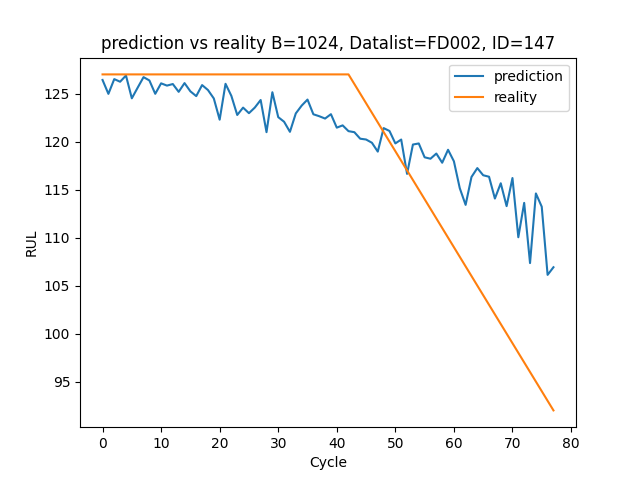 prediction vs reality B=1024, Datalist=FD002, ID=147
prediction
reality
125
120
115
110
105
100
95
RUL
0 10 20 30 40 50 60 70 80
Cycle